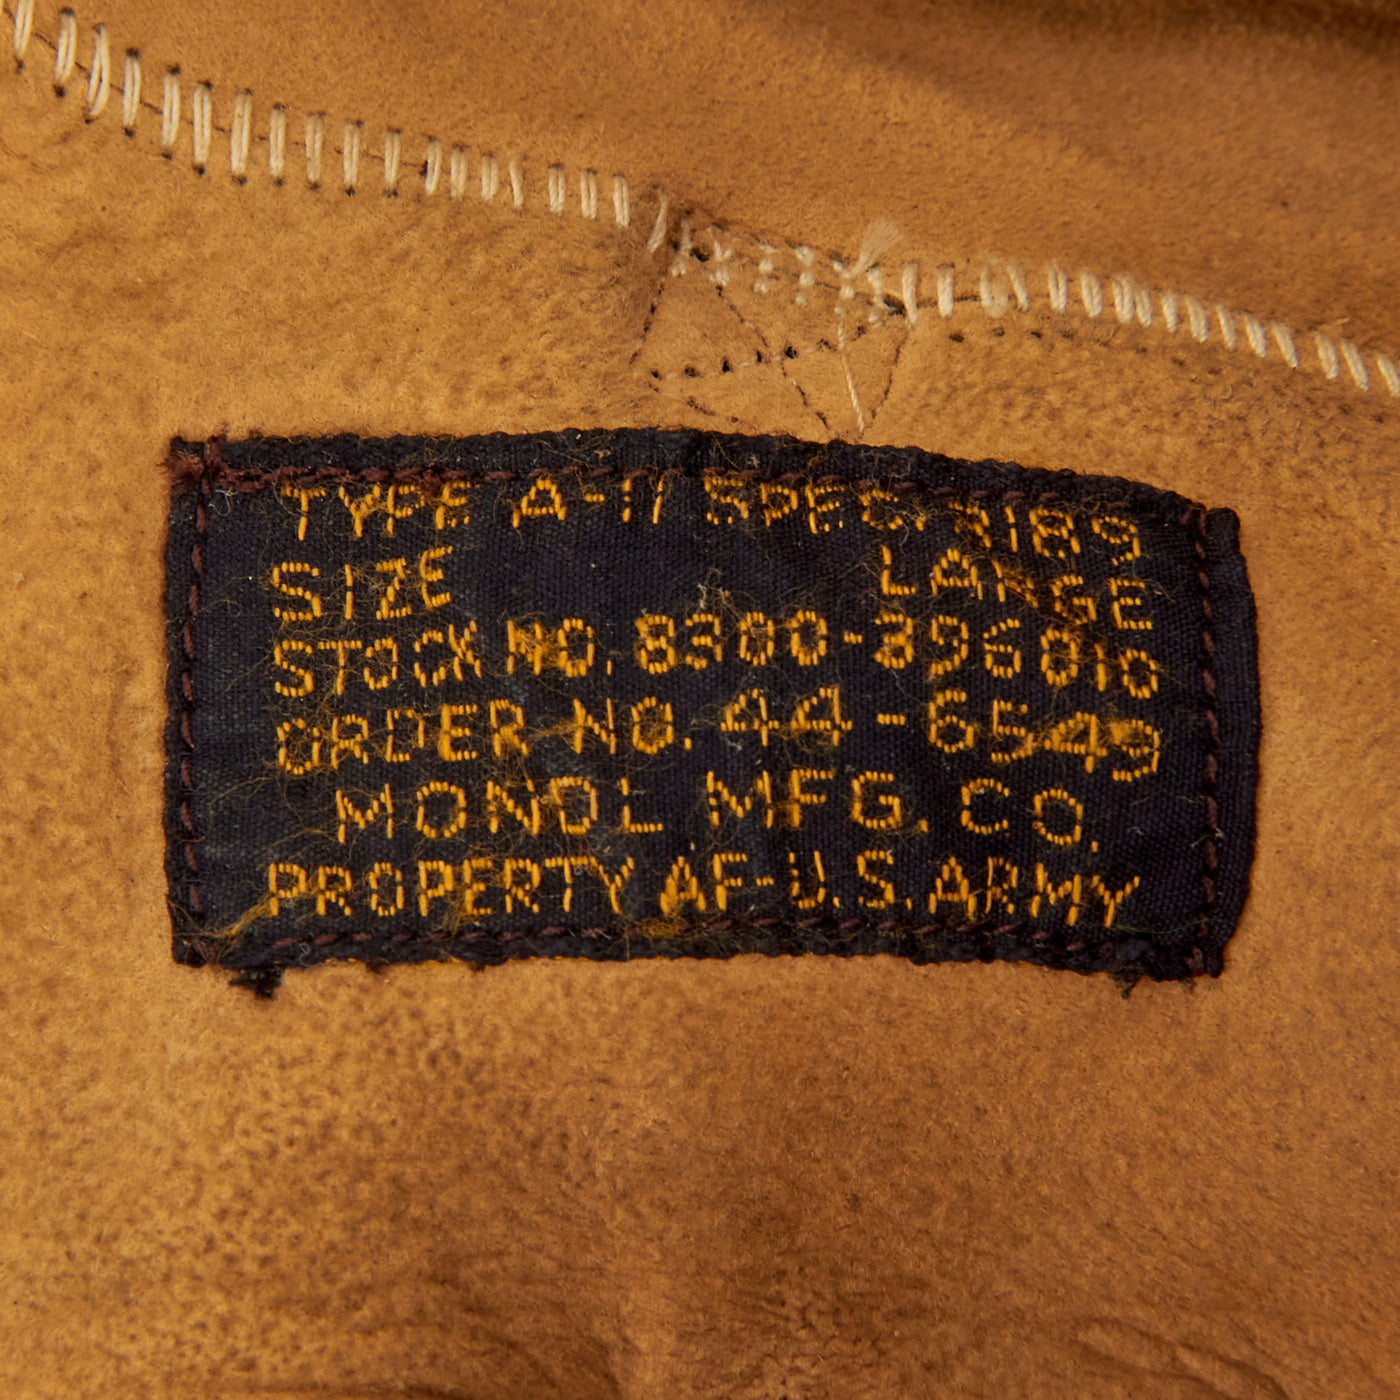 TYPE A-11 SPEC. 3189
SIZE LARGE
STOCK NO. 8300-396010
ORDER NO. 44-6549
MONDL MFG. CO.
PROPERTY AF-U.S. ARMY